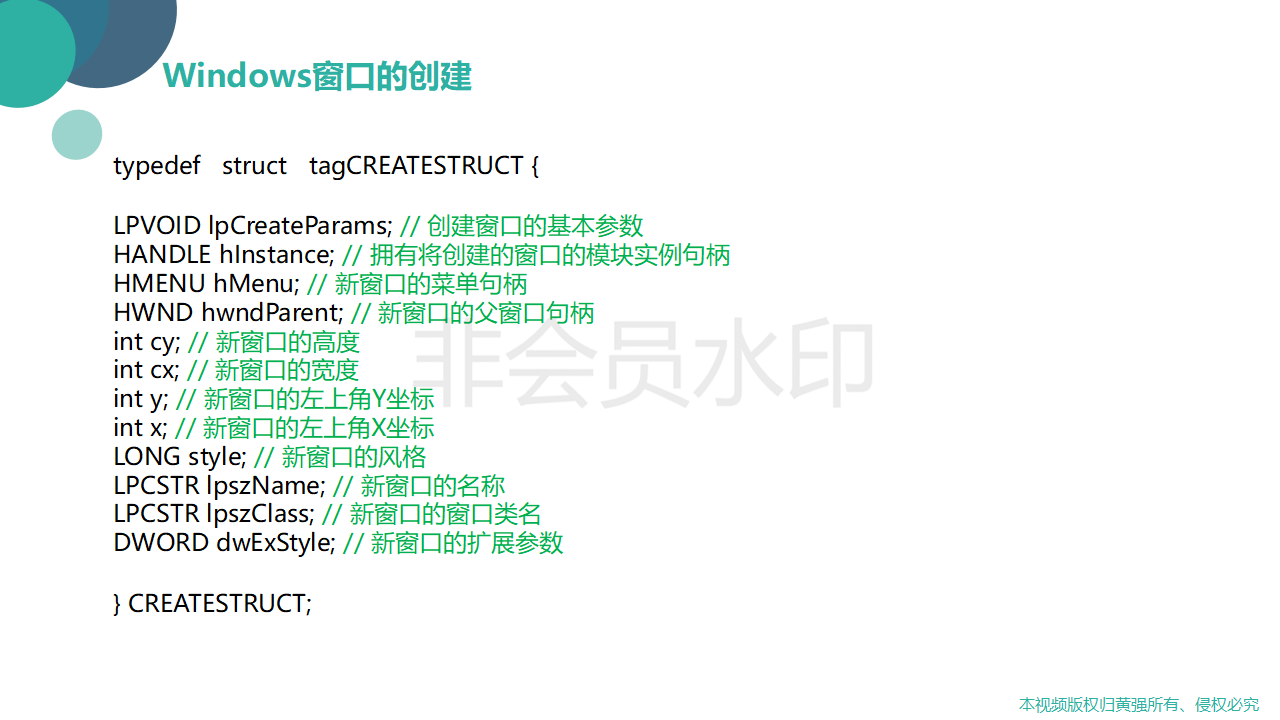 Windows窗口的创建
typedef struct tagCREATESTRUCT {
LPVOID lpCreateParams; // 创建窗口的基本参数
HANDLE hInstance; // 拥有将创建的窗口的模块实例句柄
HMENU hMenu; // 新窗口的菜单句柄
HWND hwndParent; // 新窗口的父窗口句柄
int cy; // 新窗口的高度
int cx; // 新窗口的宽度
int y; // 新窗口的左上角Y坐标
int x; // 新窗口的左上角X坐标
LONG style; // 新窗口的风格
LPCSTR lpszName; // 新窗口的名称
LPCSTR lpszClass; // 新窗口的窗口类名
DWORD dwExStyle; // 新窗口的扩展参数
} CREATESTRUCT;
非会员水印
本视频版权归黄强所有、侵权必究